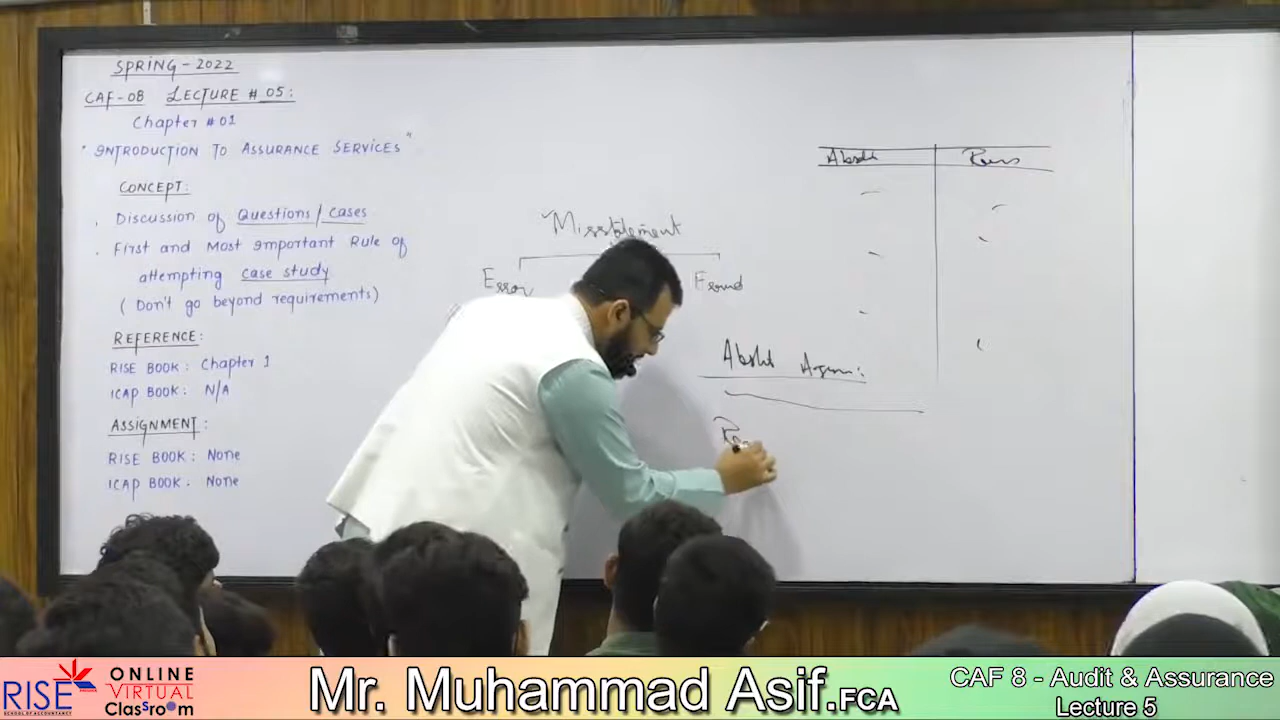 SPRING - 2022
CAF-08 LECTURE # 05:
Chapter # 01
"INTRODUCTION TO ASSURANCE SERVICES"
CONCEPT:
. Discussion of Questions / cases
. First and Most Important Rule of
attempting case study
( Don't go beyond requirements)
REFERENCE:
RISE BOOK: Chapter 1
ICAP BOOK: N/A
ASSIGNMENT:
RISE BOOK: None
ICAP BOOK: None
Misstatement
Error
Fraud
RISE
SCHOOL OF ACCOUNTANCY
ONLINE
VIRTUAL
Classroom
Mr. Muhammad Asif.FCA
CAF 8 - Audit & Assurance
Lecture 5